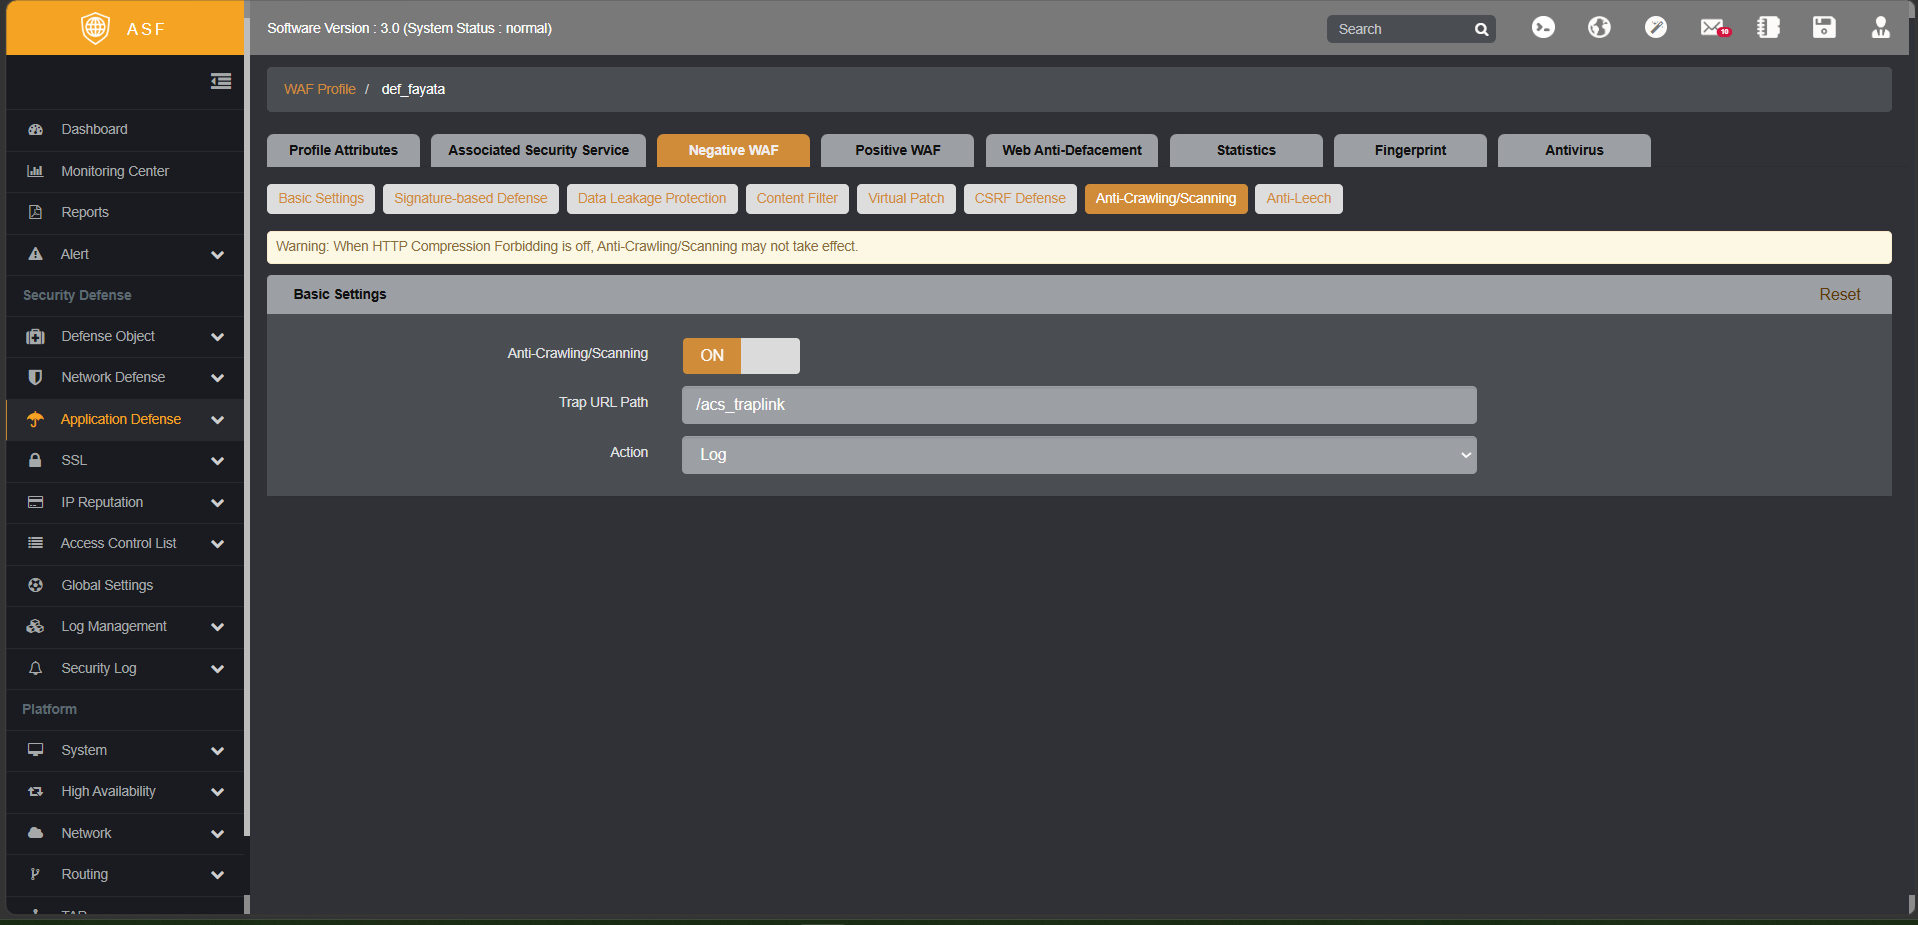 ASF
Software Version : 3.0 (System Status : normal)
Search
10
WAF Profile / def_fayata
Dashboard
Monitoring Center
Reports
Alert
Security Defense
Defense Object
Network Defense
Application Defense
SSL
IP Reputation
Access Control List
Global Settings
Log Management
Security Log
Platform
System
High Availability
Network
Routing
TAP
Profile Attributes
Associated Security Service
Negative WAF
Positive WAF
Web Anti-Defacement
Statistics
Fingerprint
Antivirus
Basic Settings
Signature-based Defense
Data Leakage Protection
Content Filter
Virtual Patch
CSRF Defense
Anti-Crawling/Scanning
Anti-Leech
Warning: When HTTP Compression Forbidding is off, Anti-Crawling/Scanning may not take effect.
Basic Settings
Reset
Anti-Crawling/Scanning ON
Trap URL Path /acs_traplink
Action Log